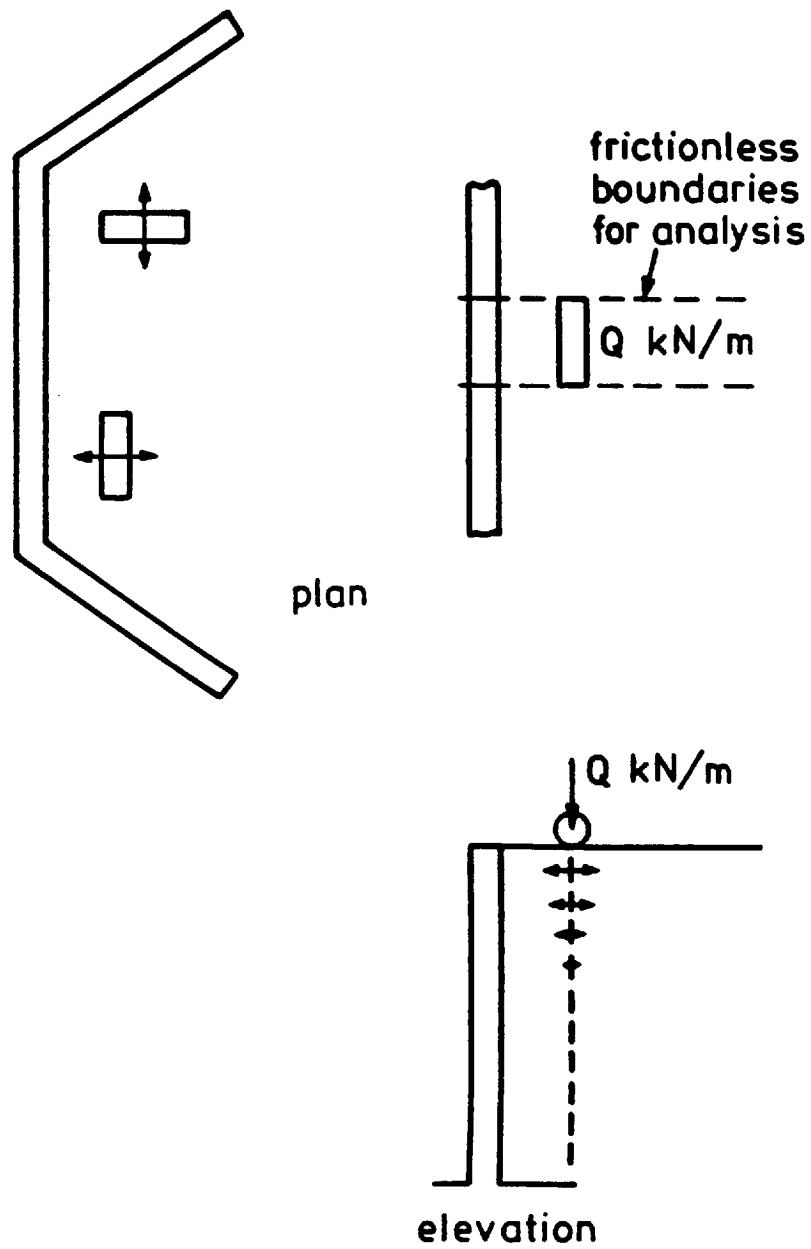 frictionless
boundaries
for analysis
Q kN/m
plan
Q kN/m
elevation